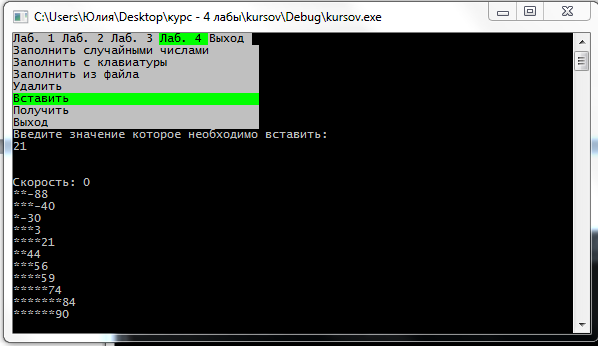 C:\Users\Юлия\Desktop\курс - 4 лабы\kursov\Debug\kursov.exe
Лаб. 1 Лаб. 2 Лаб. 3 Лаб. 4 Выход
Заполнить случайными числами
Заполнить с клавиатуры
Заполнить из файла
Удалить
Вставить
Получить
Выход
Введите значение которое необходимо вставить:
21
Скорость: 0
**-88
***-40
*-30
***3
****21
**44
***56
****59
*****74
*******84
******90